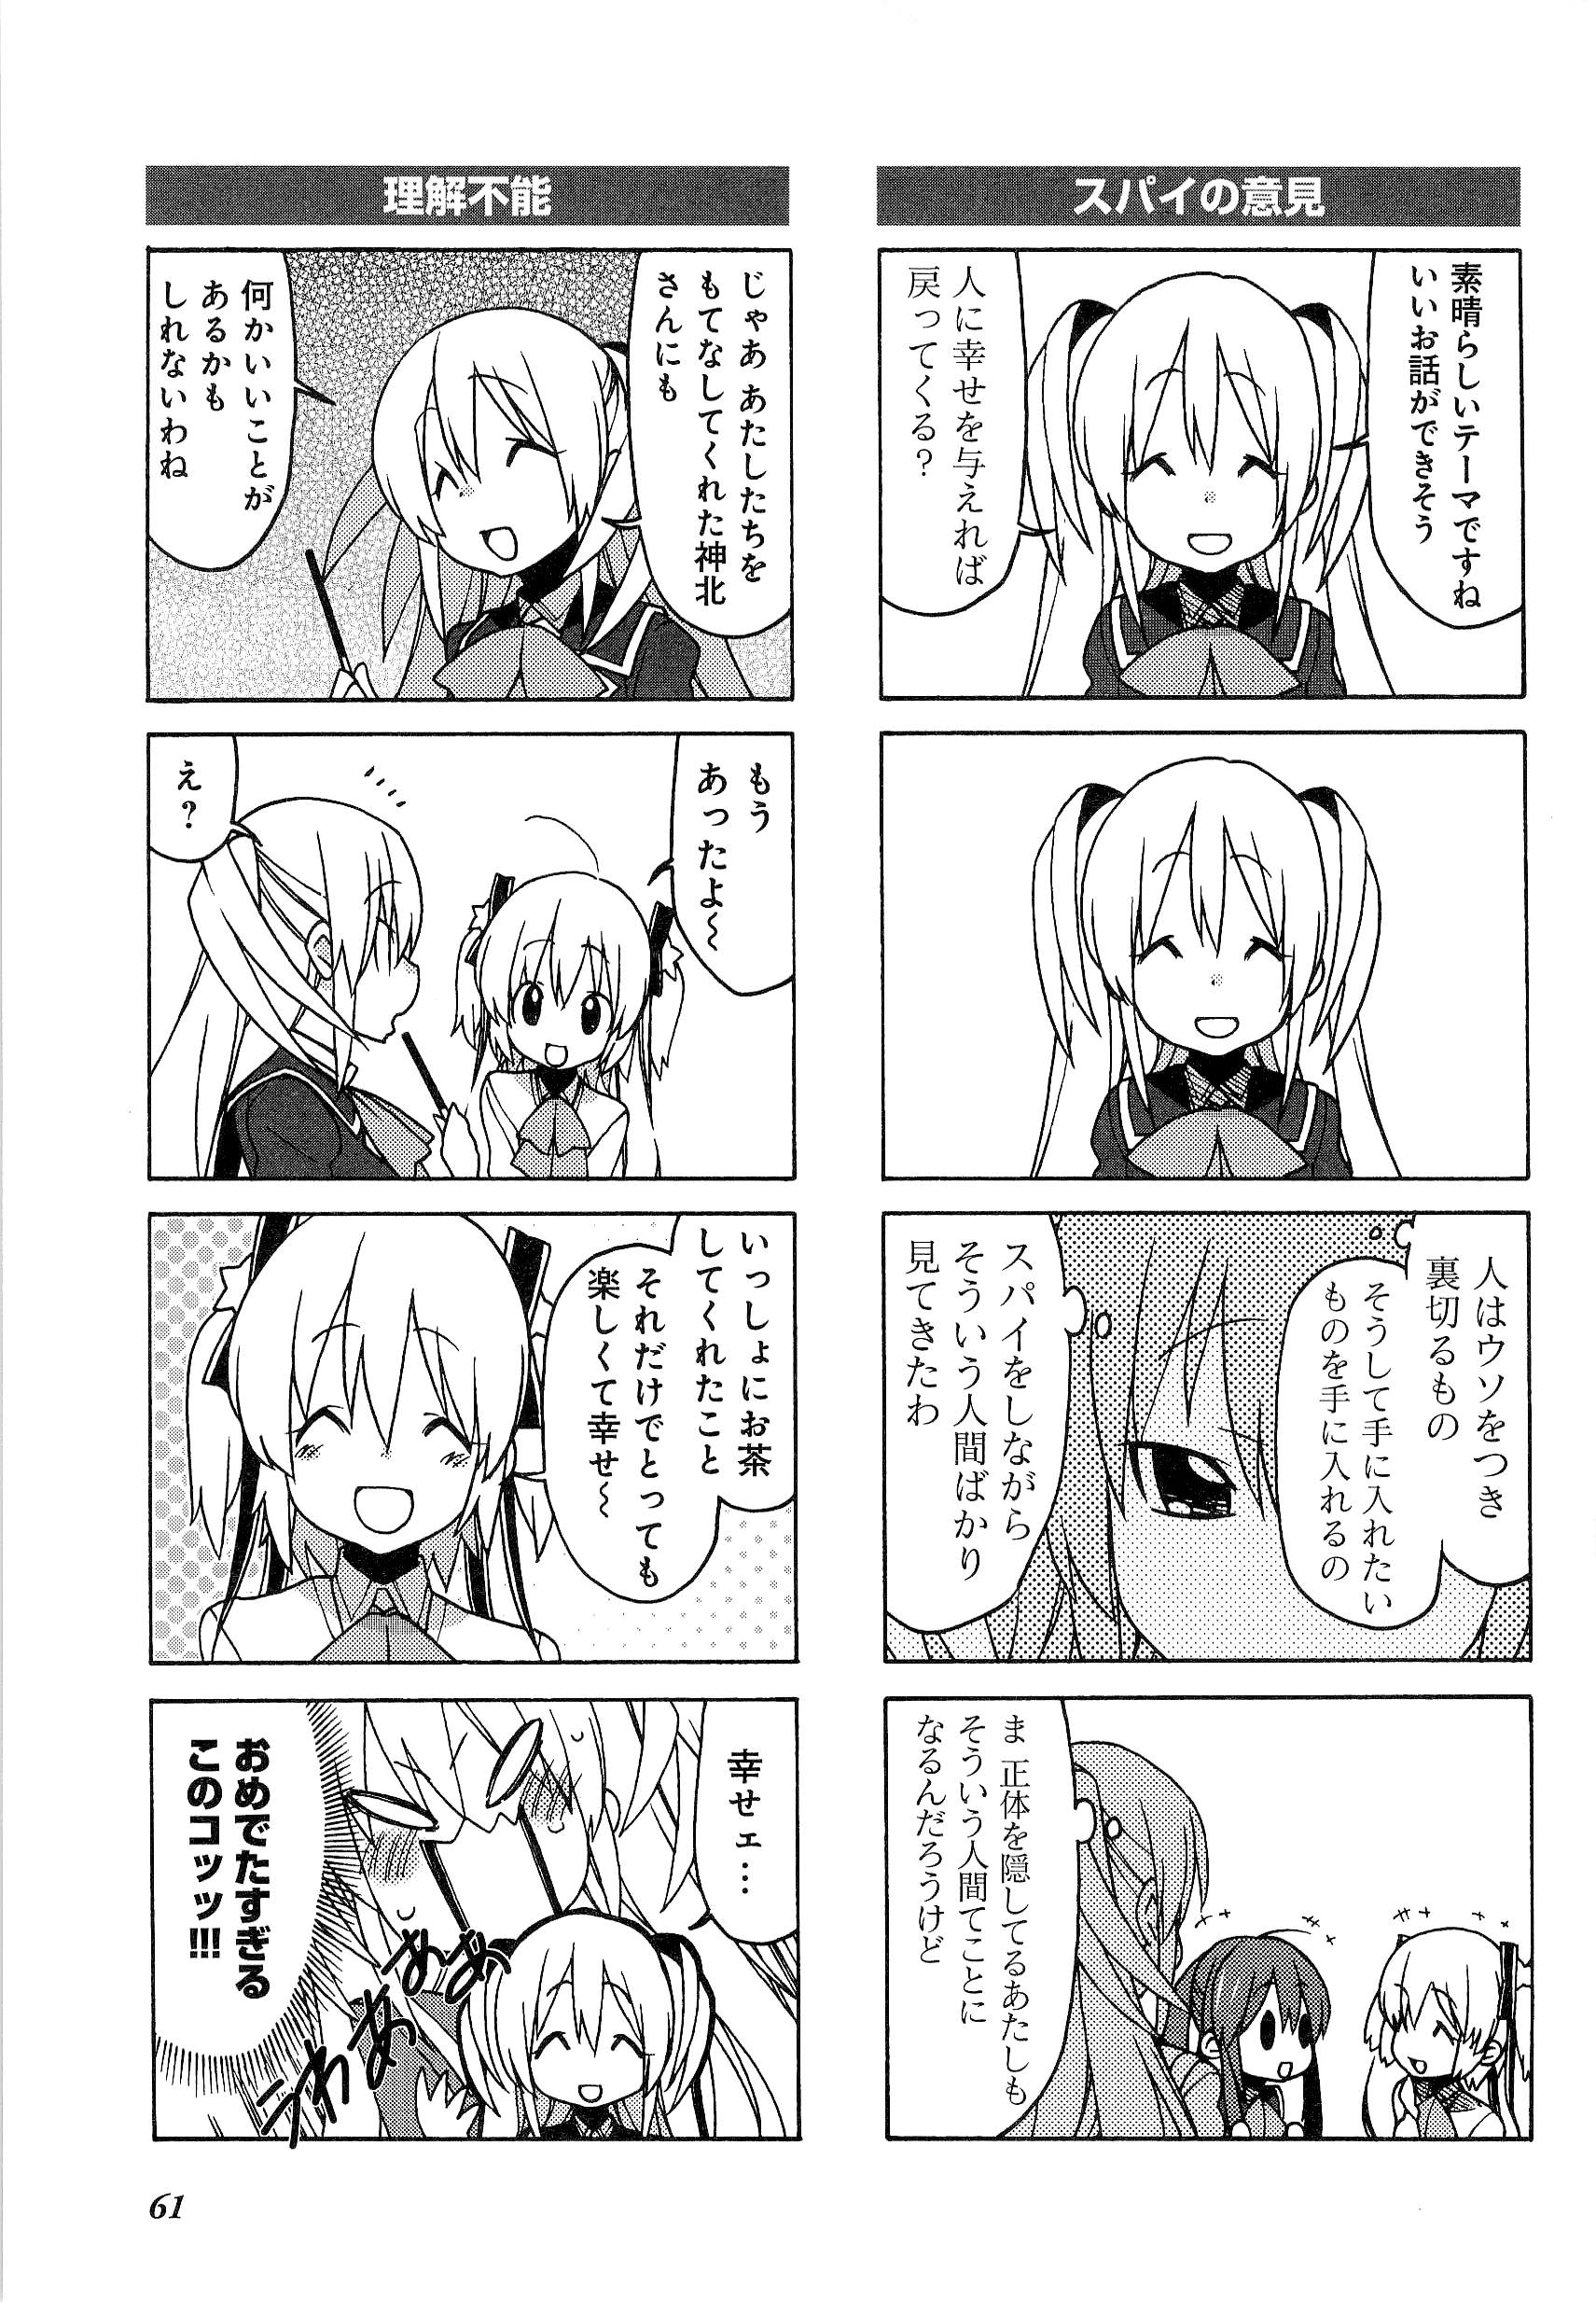 スパイの意見
素晴らしいテーマですね
いいお話ができそう
人に幸せを与えれば
戻ってくる?
人はウソをつき
裏切るもの
そうして手に入れたい
ものを手に入れるの
スパイをしながら
そういう人間ばかり
見てきたわ
ま 正体を隠してるあたしも
そういう人間てことに
なるんだろうけど
理解不能
じゃあ あたしたちを
もてなしてくれた神北
さんにも
何かいいことが
あるかも
しれないわね
もう
あったよ～
え?
いっしょにお茶
してくれたこと
それだけでとっても
楽しくて幸せ～
幸せェ…
おめでたすぎる
このコッッ!!!
うわぁあぁあぁ
61